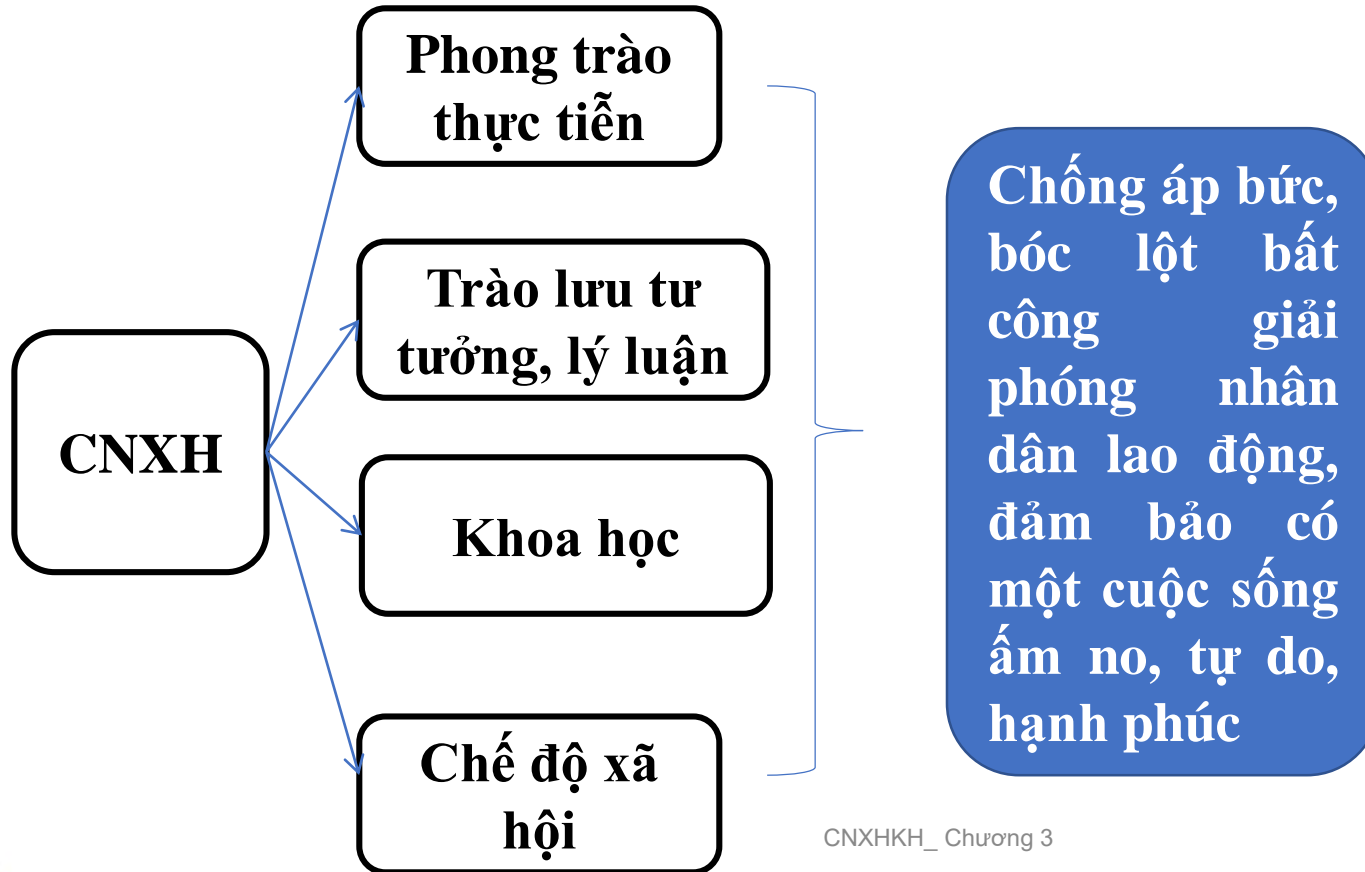 Phong trào
thực tiễn
Trào lưu tư
tưởng, lý luận
CNXH
Khoa học
Chế độ xã
hội
Chống áp bức,
bóc lột bất
công giải
phóng nhân
dân lao động,
đảm bảo có
một cuộc sống
ấm no, tự do,
hạnh phúc
CNXHKH_ Chương 3